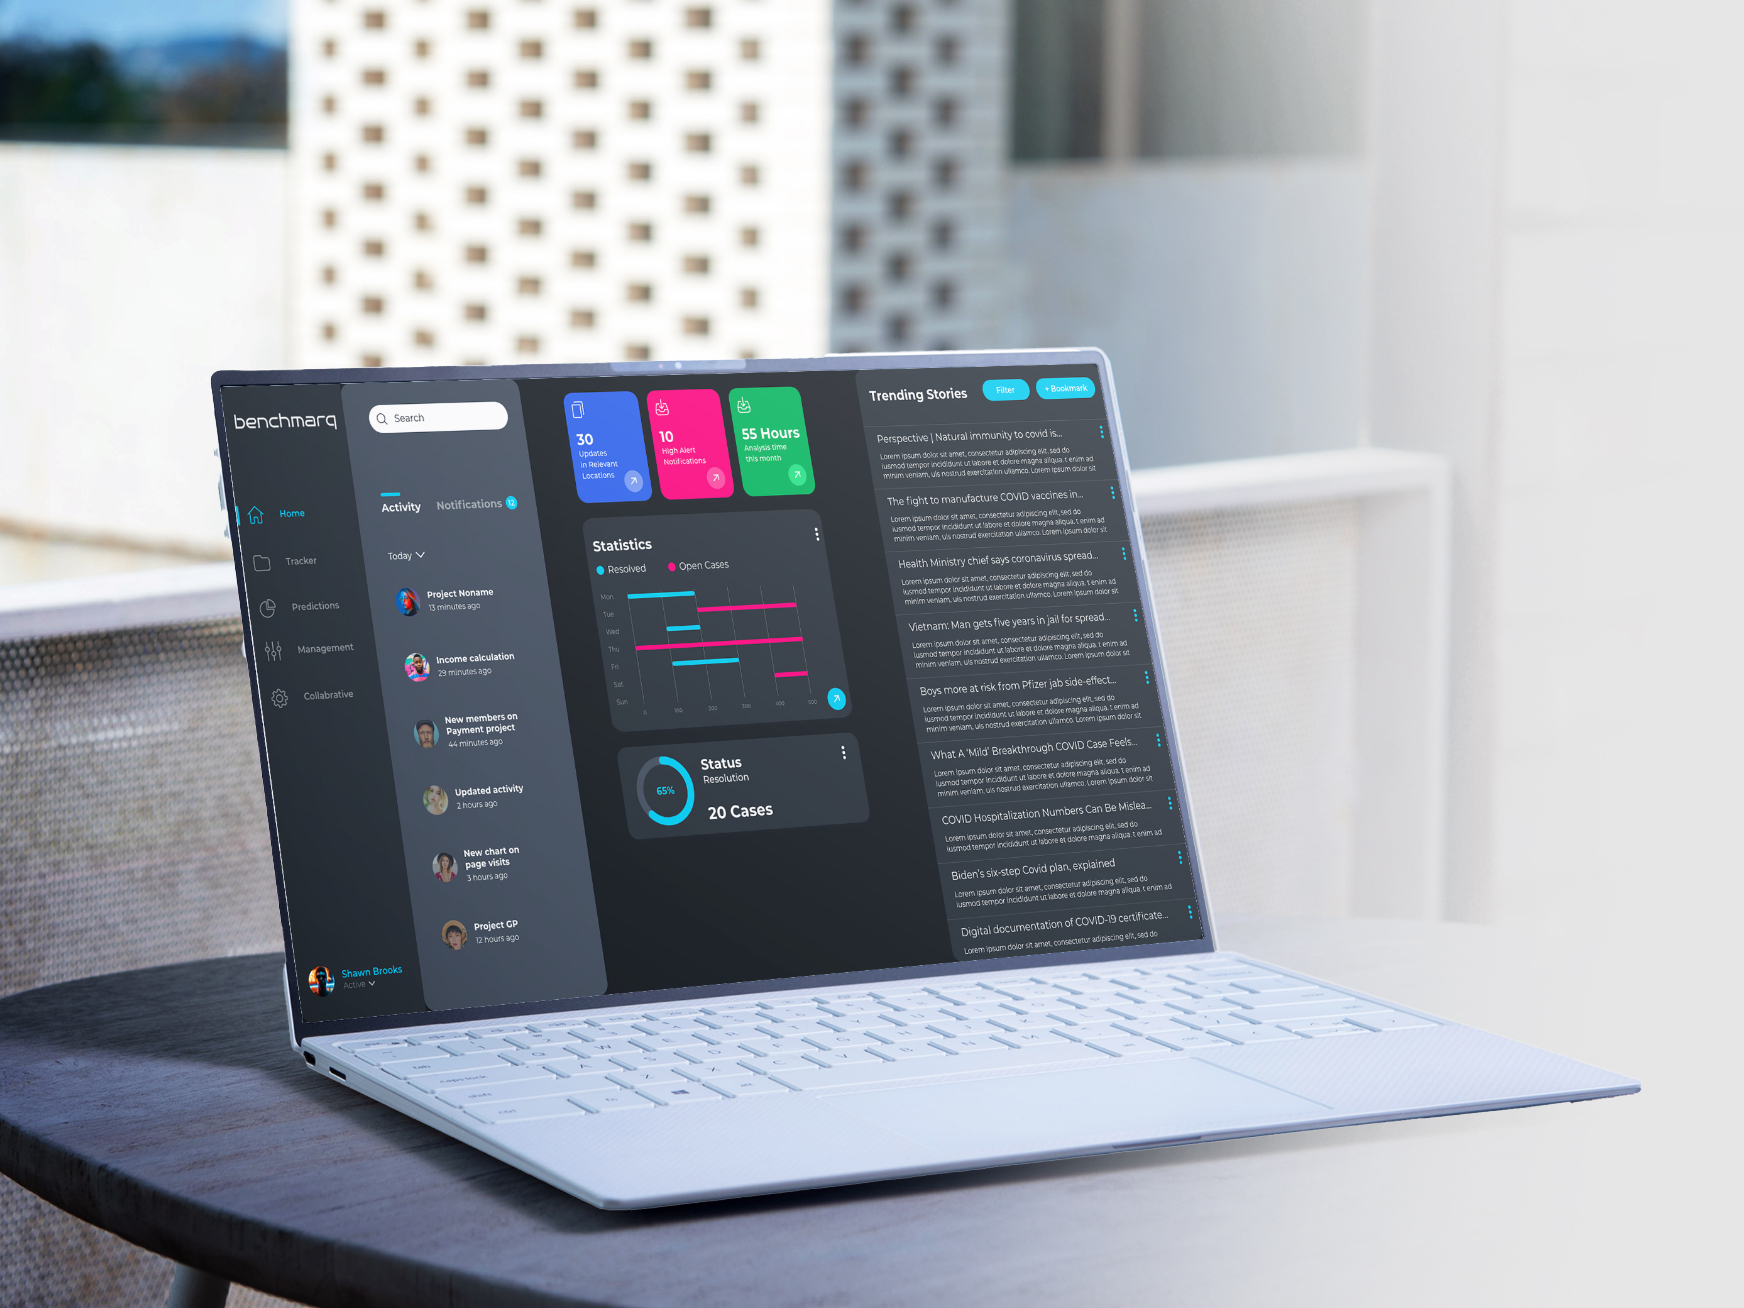 benchmarq
Home
Tracker
Predictions
Management
Collabrative
Shawn Brooks
Active
Search
Activity
Notifications 12
Today
Project Noname
13 minutes ago
Income calculation
29 minutes ago
New members on
Payment project
44 minutes ago
Updated activity
2 hours ago
New chart on
page visits
3 hours ago
Project GP
12 hours ago
30
Updates
in Relevant
Locations
10
High Alert
Notifications
55 Hours
Analysis time
this month
Statistics
Resolved
Open Cases
Mon
Tue
Wed
Thu
Fri
Sat
Sun
0 100 200 300 400 500
65%
Status
Resolution
20 Cases
Trending Stories
Filter
+ Bookmark
Perspective | Natural immunity to covid is...
Lorem ipsum dolor sit amet, consectetur adipiscing elit, sed do
iusmod tempor incididunt ut labore et dolore magna aliqua. t enim ad
minim veniam, uis nostrud exercitation ullamco. Lorem ipsum dolor sit
The fight to manufacture COVID vaccines in...
Lorem ipsum dolor sit amet, consectetur adipiscing elit, sed do
iusmod tempor incididunt ut labore et dolore magna aliqua. t enim ad
minim veniam, uis nostrud exercitation ullamco. Lorem ipsum dolor sit
Health Ministry chief says coronavirus spread...
Lorem ipsum dolor sit amet, consectetur adipiscing elit, sed do
iusmod tempor incididunt ut labore et dolore magna aliqua. t enim ad
minim veniam, uis nostrud exercitation ullamco. Lorem ipsum dolor sit
Vietnam: Man gets five years in jail for spread...
Lorem ipsum dolor sit amet, consectetur adipiscing elit, sed do
iusmod tempor incididunt ut labore et dolore magna aliqua. t enim ad
minim veniam, uis nostrud exercitation ullamco. Lorem ipsum dolor sit
Boys more at risk from Pfizer jab side-effect...
Lorem ipsum dolor sit amet, consectetur adipiscing elit, sed do
iusmod tempor incididunt ut labore et dolore magna aliqua. t enim ad
minim veniam, uis nostrud exercitation ullamco. Lorem ipsum dolor sit
What A 'Mild' Breakthrough COVID Case Feels...
Lorem ipsum dolor sit amet, consectetur adipiscing elit, sed do
iusmod tempor incididunt ut labore et dolore magna aliqua. t enim ad
minim veniam, uis nostrud exercitation ullamco. Lorem ipsum dolor sit
COVID Hospitalization Numbers Can Be Mislea...
Lorem ipsum dolor sit amet, consectetur adipiscing elit, sed do
iusmod tempor incididunt ut labore et dolore magna aliqua. t enim ad
Biden's six-step Covid plan, explained
Lorem ipsum dolor sit amet, consectetur adipiscing elit, sed do
iusmod tempor incididunt ut labore et dolore magna aliqua. t enim ad
Digital documentation of COVID-19 certificate...
Lorem ipsum dolor sit amet, consectetur adipiscing elit, sed do